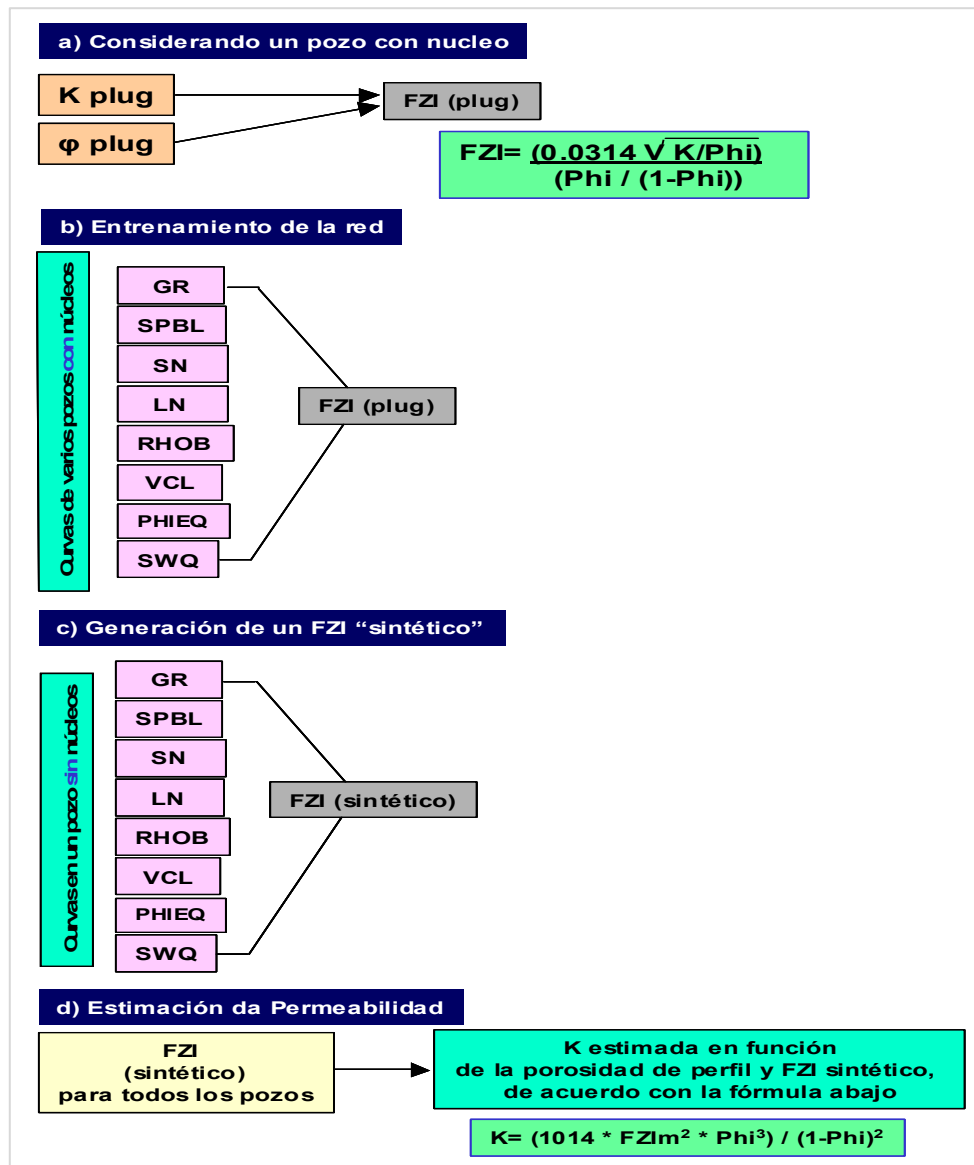 a) Considerando un pozo con nucleo
K plug
φ plug
FZI (plug)
FZI= (0.0314 √ K/Phi)
(Phi / (1-Phi))
b) Entrenamiento de la red
Curvas de varios pozos con núcleos
GR
SPBL
SN
LN
RHOB
VCL
PHIEQ
SWQ
FZI (plug)
c) Generación de un FZI “sintético”
Curvas en un pozo sin núcleos
GR
SPBL
SN
LN
RHOB
VCL
PHIEQ
SWQ
FZI (sintético)
d) Estimación da Permeabilidad
FZI
(sintético)
para todos los pozos
K estimada en función
de la porosidad de perfil y FZI sintético,
de acuerdo con la fórmula abajo
K= (1014 * FZIm² * Phi³) / (1-Phi)²